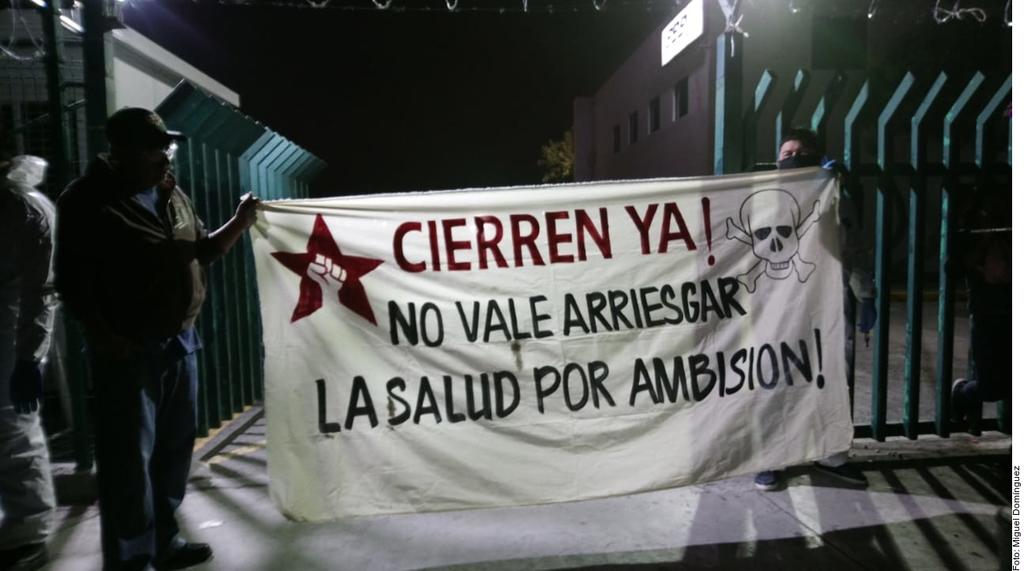 CIERREN YA!
NO VALE ARRIESGAR
LA SALUD POR AMBISION!
Foto: Miguel Domínguez